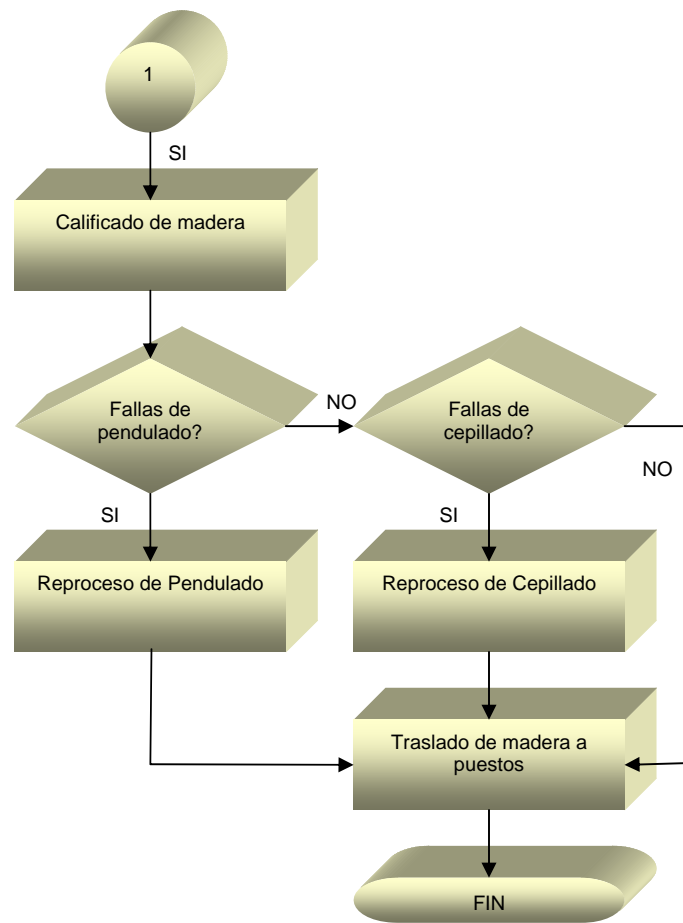 1
SI
Calificado de madera
Fallas de
pendulado?
NO
Fallas de
cepillado?
NO
SI
SI
Reproceso de Pendulado
Reproceso de Cepillado
Traslado de madera a
puestos
FIN